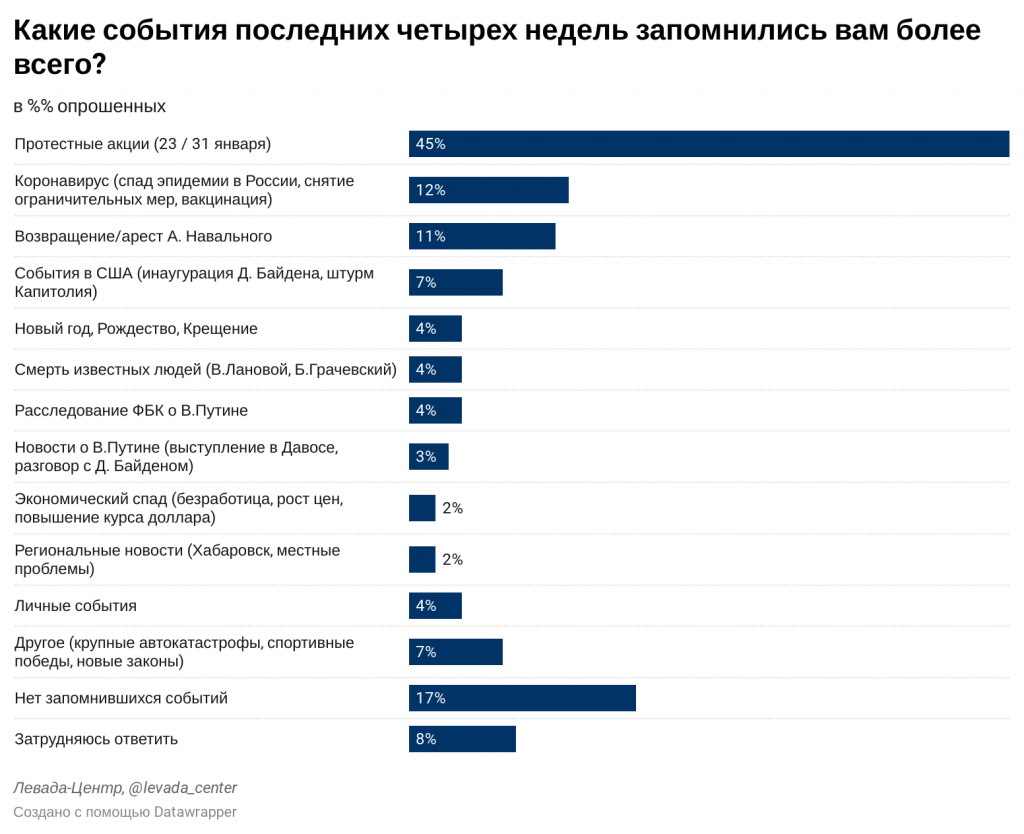 Какие события последних четырех недель запомнились вам более
всего?
в %% опрошенных
Протестные акции (23 / 31 января)
45%
Коронавирус (спад эпидемии в России, снятие
ограничительных мер, вакцинация)
12%
Возвращение/арест А. Навального
11%
События в США (инаугурация Д. Байдена, штурм
Капитолия)
7%
Новый год, Рождество, Крещение
4%
Смерть известных людей (В.Лановой, Б.Грачевский)
4%
Расследование ФБК о В.Путине
4%
Новости о В.Путине (выступление в Давосе,
разговор с Д. Байденом)
3%
Экономический спад (безработица, рост цен,
повышение курса доллара)
2%
Региональные новости (Хабаровск, местные
проблемы)
2%
Личные события
4%
Другое (крупные автокатастрофы, спортивные
победы, новые законы)
7%
Нет запомнившихся событий
17%
Затрудняюсь ответить
8%
Левада-Центр, @levada_center
Создано с помощью Datawrapper